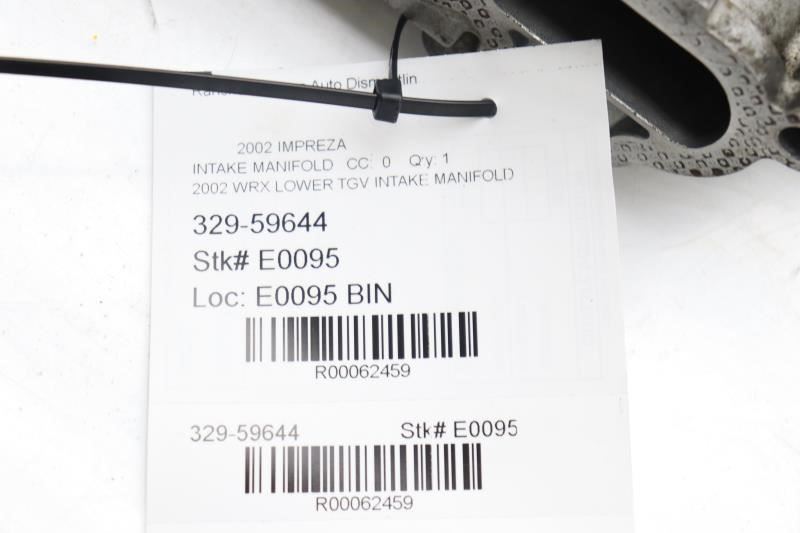 Auto Dismantlin
2002 IMPREZA
INTAKE MANIFOLD CC: 0 Q'y: 1
2002 WRX LOWER TGV INTAKE MANIFOLD
329-59644
Stk# E0095
Loc: E0095 BIN
R00062459
329-59644 Stk# E0095
R00062459